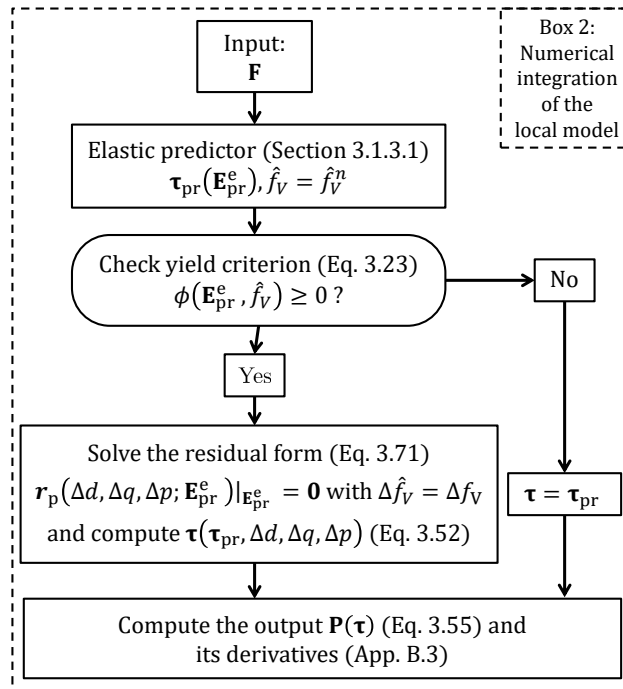 Input:
𝐅
Box 2:
Numerical
integration
of the
local model
Elastic predictor (Section 3.1.3.1)
𝛕_pr(𝐄^e_pr), f̂_V = f̂^n_V
Check yield criterion (Eq. 3.23)
ϕ(𝐄^e_pr , f̂_V) ≥ 0 ?
No
Yes
Solve the residual form (Eq. 3.71)
𝒓_p(Δd, Δq, Δp; 𝐄^e_pr )|_𝐄^e_pr = 𝟎 with Δf̂_V = Δf_V
and compute 𝛕(𝛕_pr, Δd, Δq, Δp) (Eq. 3.52)
𝛕 = 𝛕_pr
Compute the output 𝐏(𝛕) (Eq. 3.55) and
its derivatives (App. B.3)